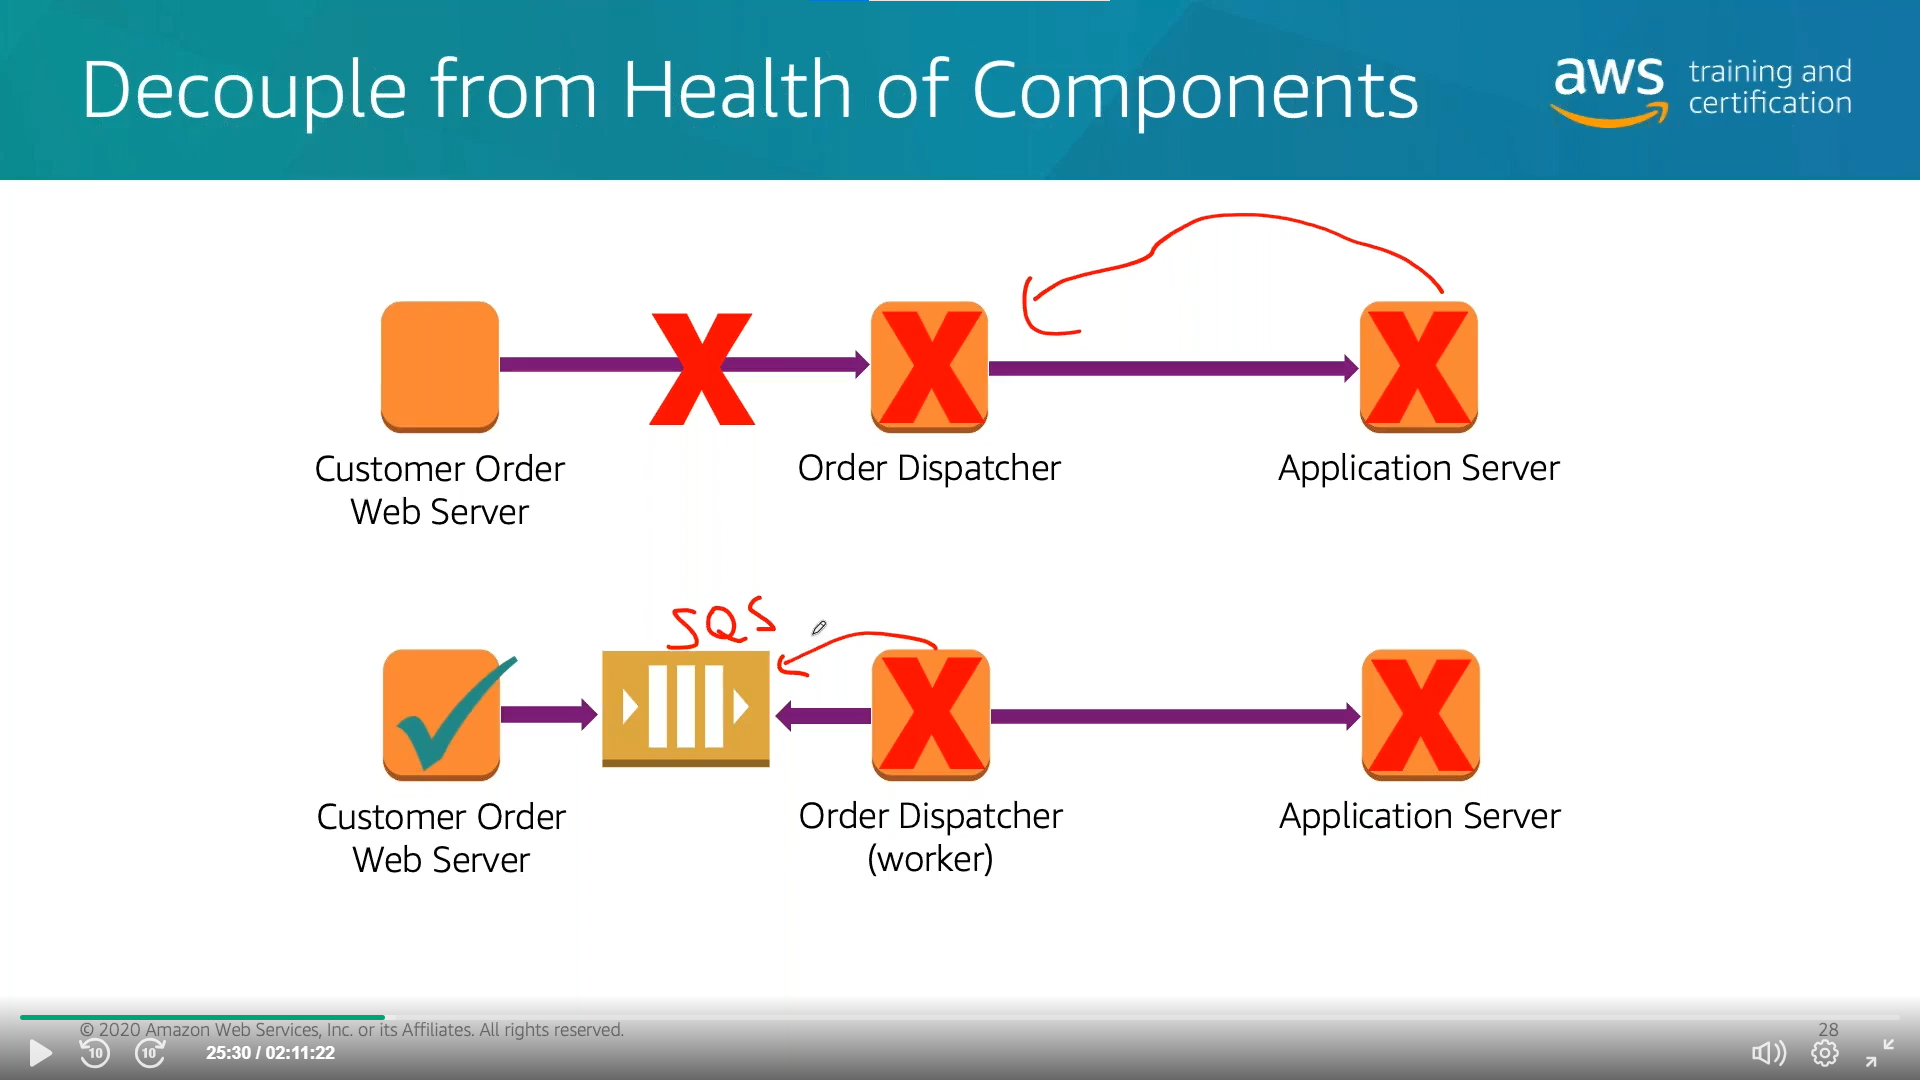 Decouple from Health of Components
aws training and
certification
X
X
X
Customer Order
Web Server
Order Dispatcher
Application Server
SQS
X
X
Customer Order
Web Server
Order Dispatcher
(worker)
Application Server
© 2020 Amazon Web Services, Inc. or its Affiliates. All rights reserved.
28
10
10
25:30 / 02:11:22